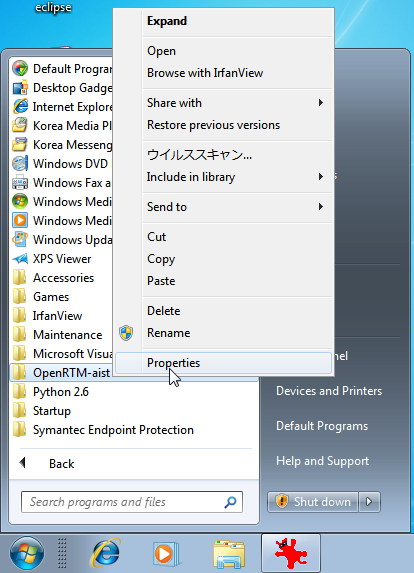 eclipse
Expand
Open
Browse with IrfanView
Share with
Restore previous versions
ウイルススキャン...
Include in library
Send to
Cut
Copy
Paste
Delete
Rename
Properties
Default Progra
Desktop Gadge
Internet Explore
Korea Media Pl
Korea Messeng
Windows DVD
Windows Fax a
Windows Medi
Windows Upda
XPS Viewer
Accessories
Games
IrfanView
Maintenance
Microsoft Visua
OpenRTM-aist
Python 2.6
Startup
Symantec Endpoint Protection
Back
Search programs and files
nel
Devices and Printers
Default Programs
Help and Support
Shut down